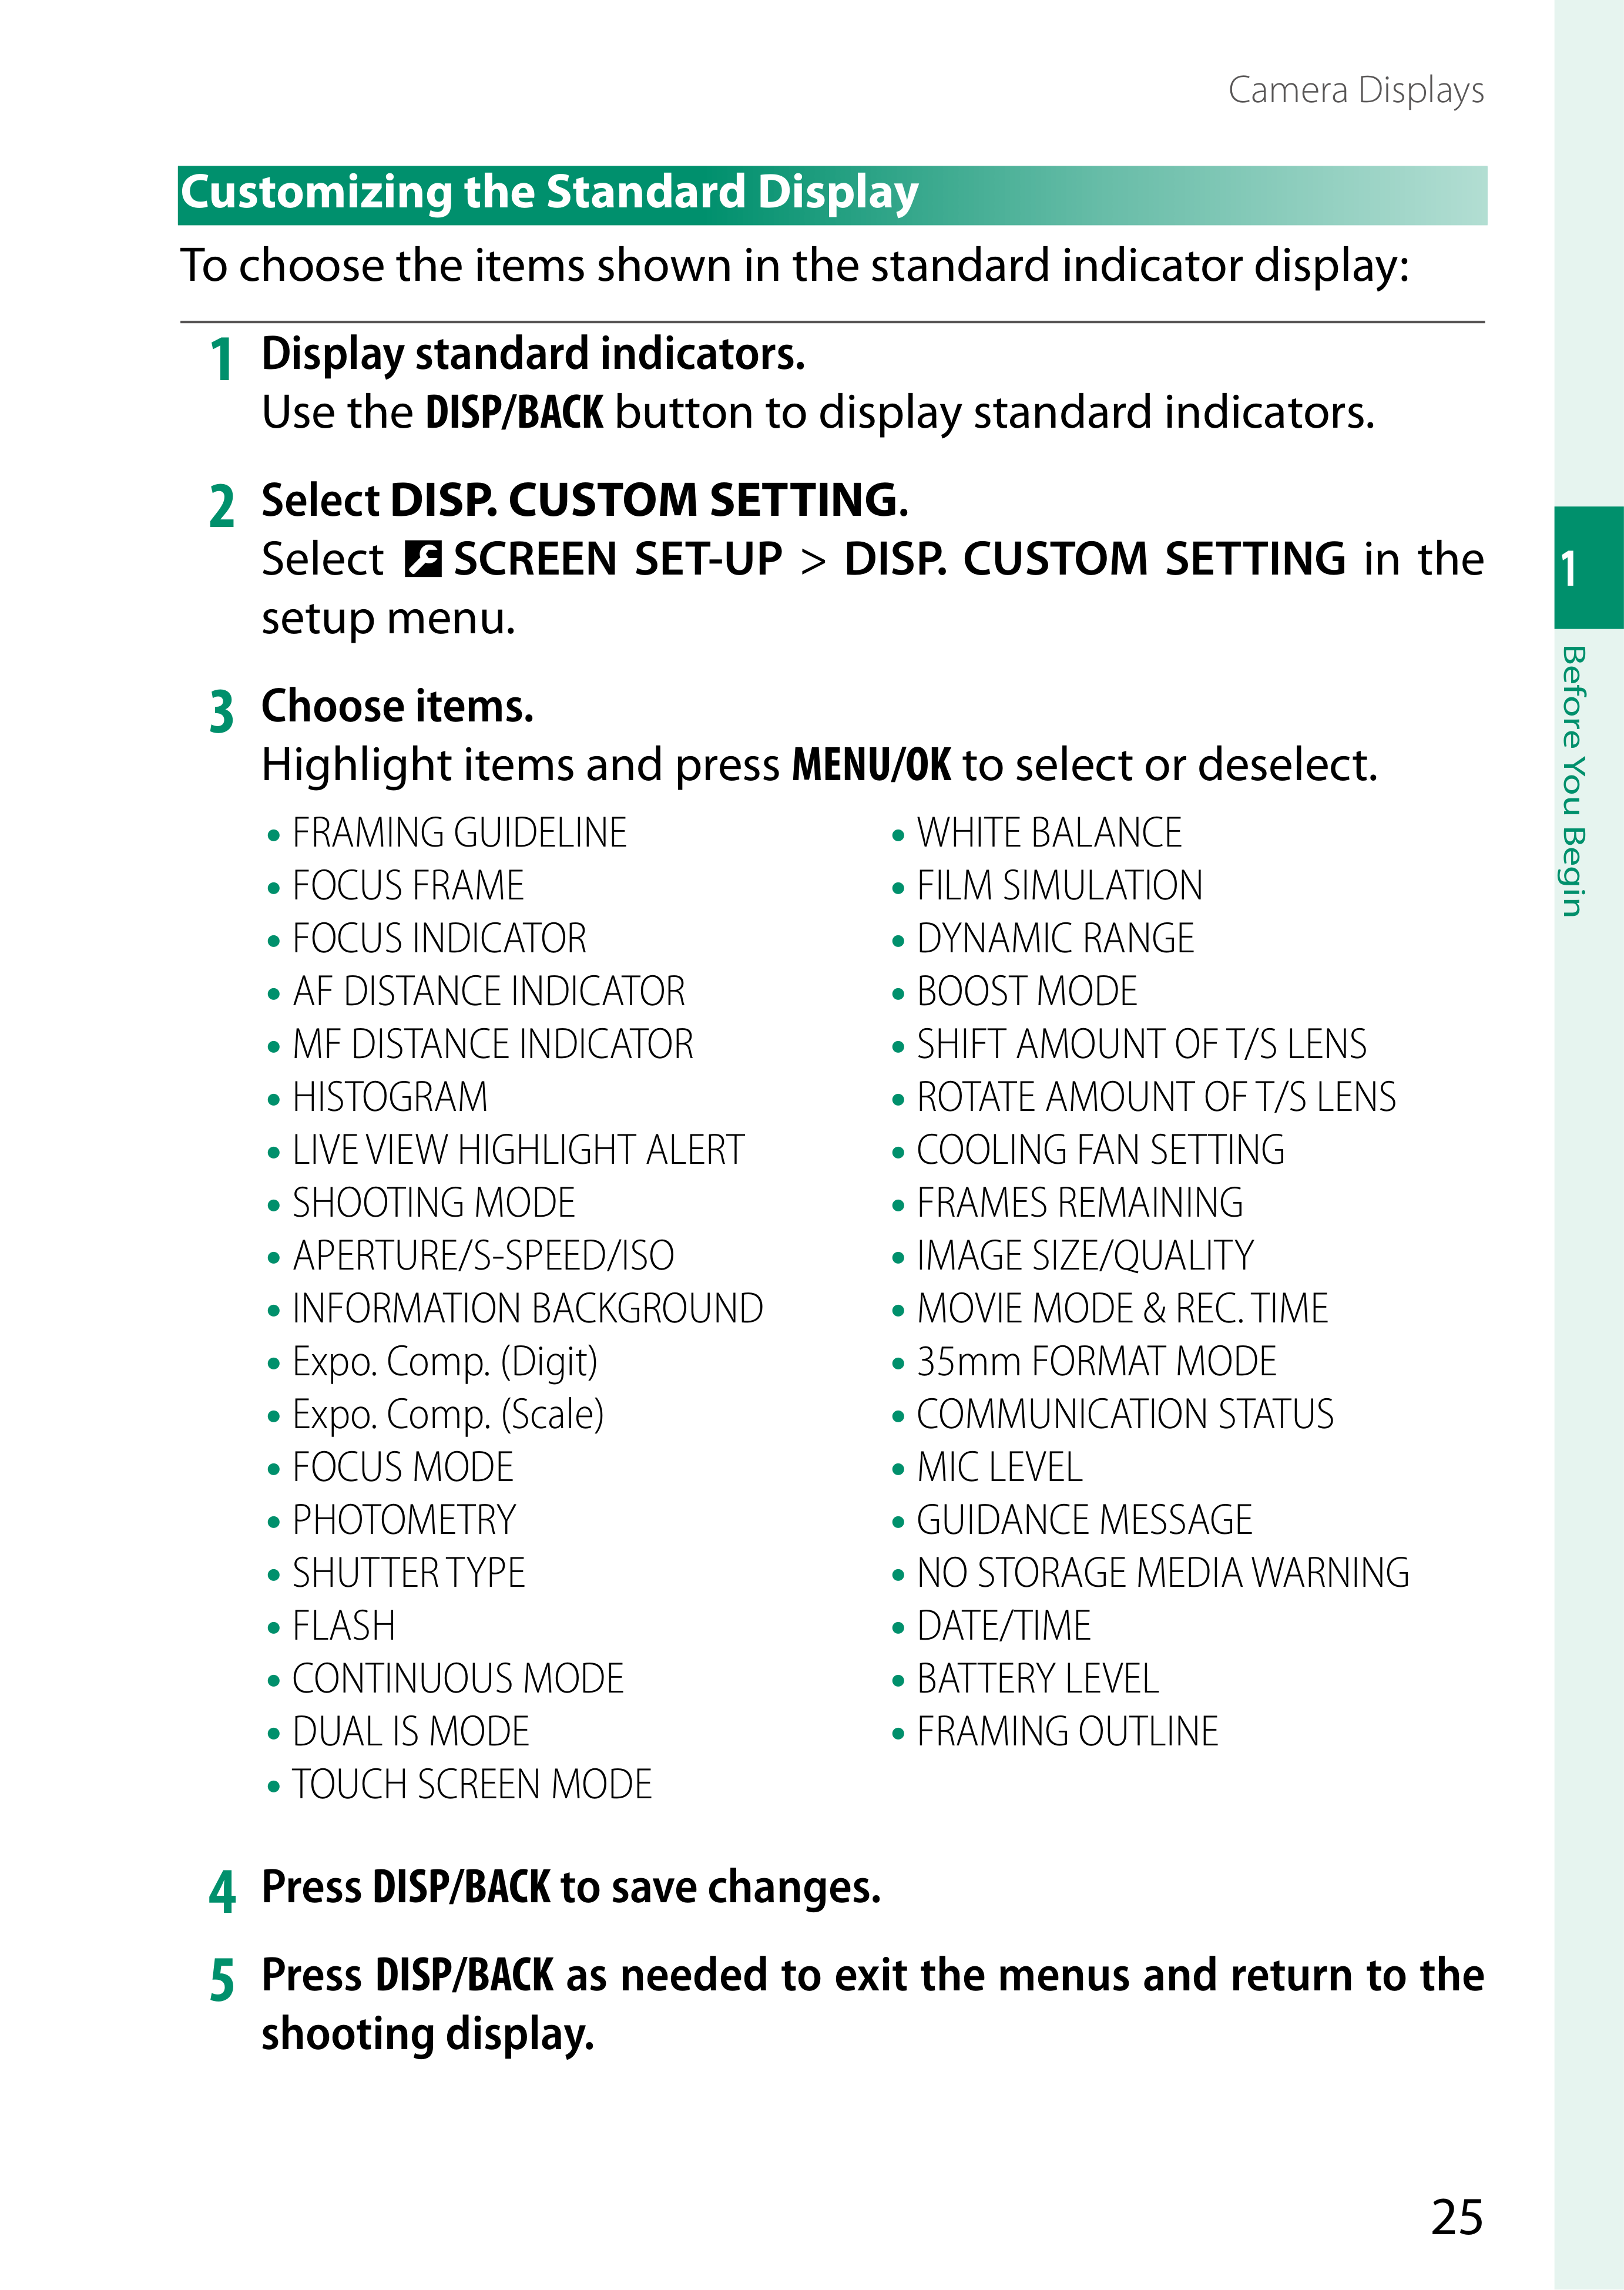 Camera Displays
Customizing the Standard Display
To choose the items shown in the standard indicator display:
1 Display standard indicators.
Use the DISP/BACK button to display standard indicators.
2 Select DISP. CUSTOM SETTING.
Select SCREEN SET-UP > DISP. CUSTOM SETTING in the
setup menu.
3 Choose items.
Highlight items and press MENU/OK to select or deselect.
• FRAMING GUIDELINE
• FOCUS FRAME
• FOCUS INDICATOR
• AF DISTANCE INDICATOR
• MF DISTANCE INDICATOR
• HISTOGRAM
• LIVE VIEW HIGHLIGHT ALERT
• SHOOTING MODE
• APERTURE/S-SPEED/ISO
• INFORMATION BACKGROUND
• Expo. Comp. (Digit)
• Expo. Comp. (Scale)
• FOCUS MODE
• PHOTOMETRY
• SHUTTER TYPE
• FLASH
• CONTINUOUS MODE
• DUAL IS MODE
• TOUCH SCREEN MODE
• WHITE BALANCE
• FILM SIMULATION
• DYNAMIC RANGE
• BOOST MODE
• SHIFT AMOUNT OF T/S LENS
• ROTATE AMOUNT OF T/S LENS
• COOLING FAN SETTING
• FRAMES REMAINING
• IMAGE SIZE/QUALITY
• MOVIE MODE & REC. TIME
• 35mm FORMAT MODE
• COMMUNICATION STATUS
• MIC LEVEL
• GUIDANCE MESSAGE
• NO STORAGE MEDIA WARNING
• DATE/TIME
• BATTERY LEVEL
• FRAMING OUTLINE
4 Press DISP/BACK to save changes.
5 Press DISP/BACK as needed to exit the menus and return to the
shooting display.
1
Before You Begin
25